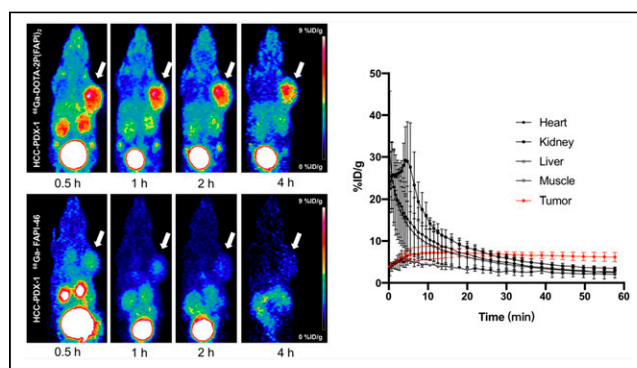 HCC-PDX-1 ⁶⁸Ga-DOTA-2P(FAPI)₂
9 %ID/g
0 %ID/g
0.5 h
1 h
2 h
4 h
HCC-PDX-1 ⁶⁸Ga- FAPI-46
9 %ID/g
0 %ID/g
0.5 h
1 h
2 h
4 h
%ID/g
50
40
30
20
10
0
0 10 20 30 40 50 60
Time (min)
Heart
Kidney
Liver
Muscle
Tumor